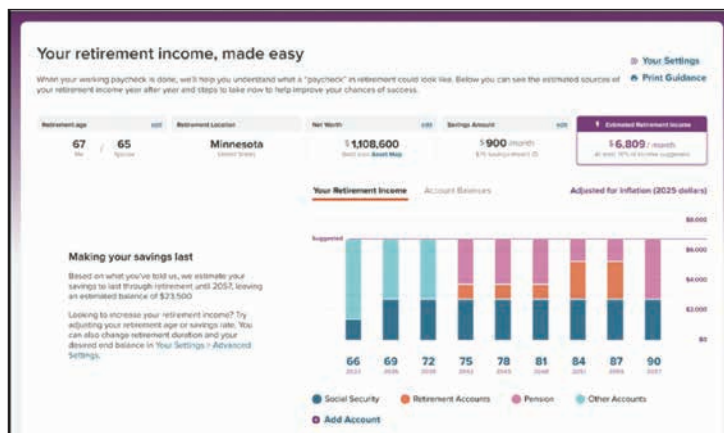 Your retirement income, made easy
Your Settings
Print Guidance
When your working paycheck is done, we'll help you understand what a "paycheck" in retirement could look like. Below you can see the estimated sources of
your retirement income year after year and steps to take now to help improve your chances of success.
Retirement age edit
Retirement Location
Net Worth edit
Savings Amount edit
Estimated Retirement Income
67 / 65
Me Spouse
Minnesota
United States
$1,108,600
Asset Map
$900 /month
$6,809 / month
Your Retirement Income
Account Balances
Adjusted for Inflation (2025 dollars)
$8,000
Suggested
$6,000
$4,000
$2,000
$0
Making your savings last
Based on what you've told us, we estimate your
savings to last through retirement until 2057, leaving
an estimated balance of $23,500
Looking to increase your retirement income? Try
adjusting your retirement age or savings rate. You
can also change retirement duration and your
desired end balance in Your Settings > Advanced
Settings.
66 69 72 75 78 81 84 87 90
Social Security
Retirement Accounts
Pension
Other Accounts
Add Account